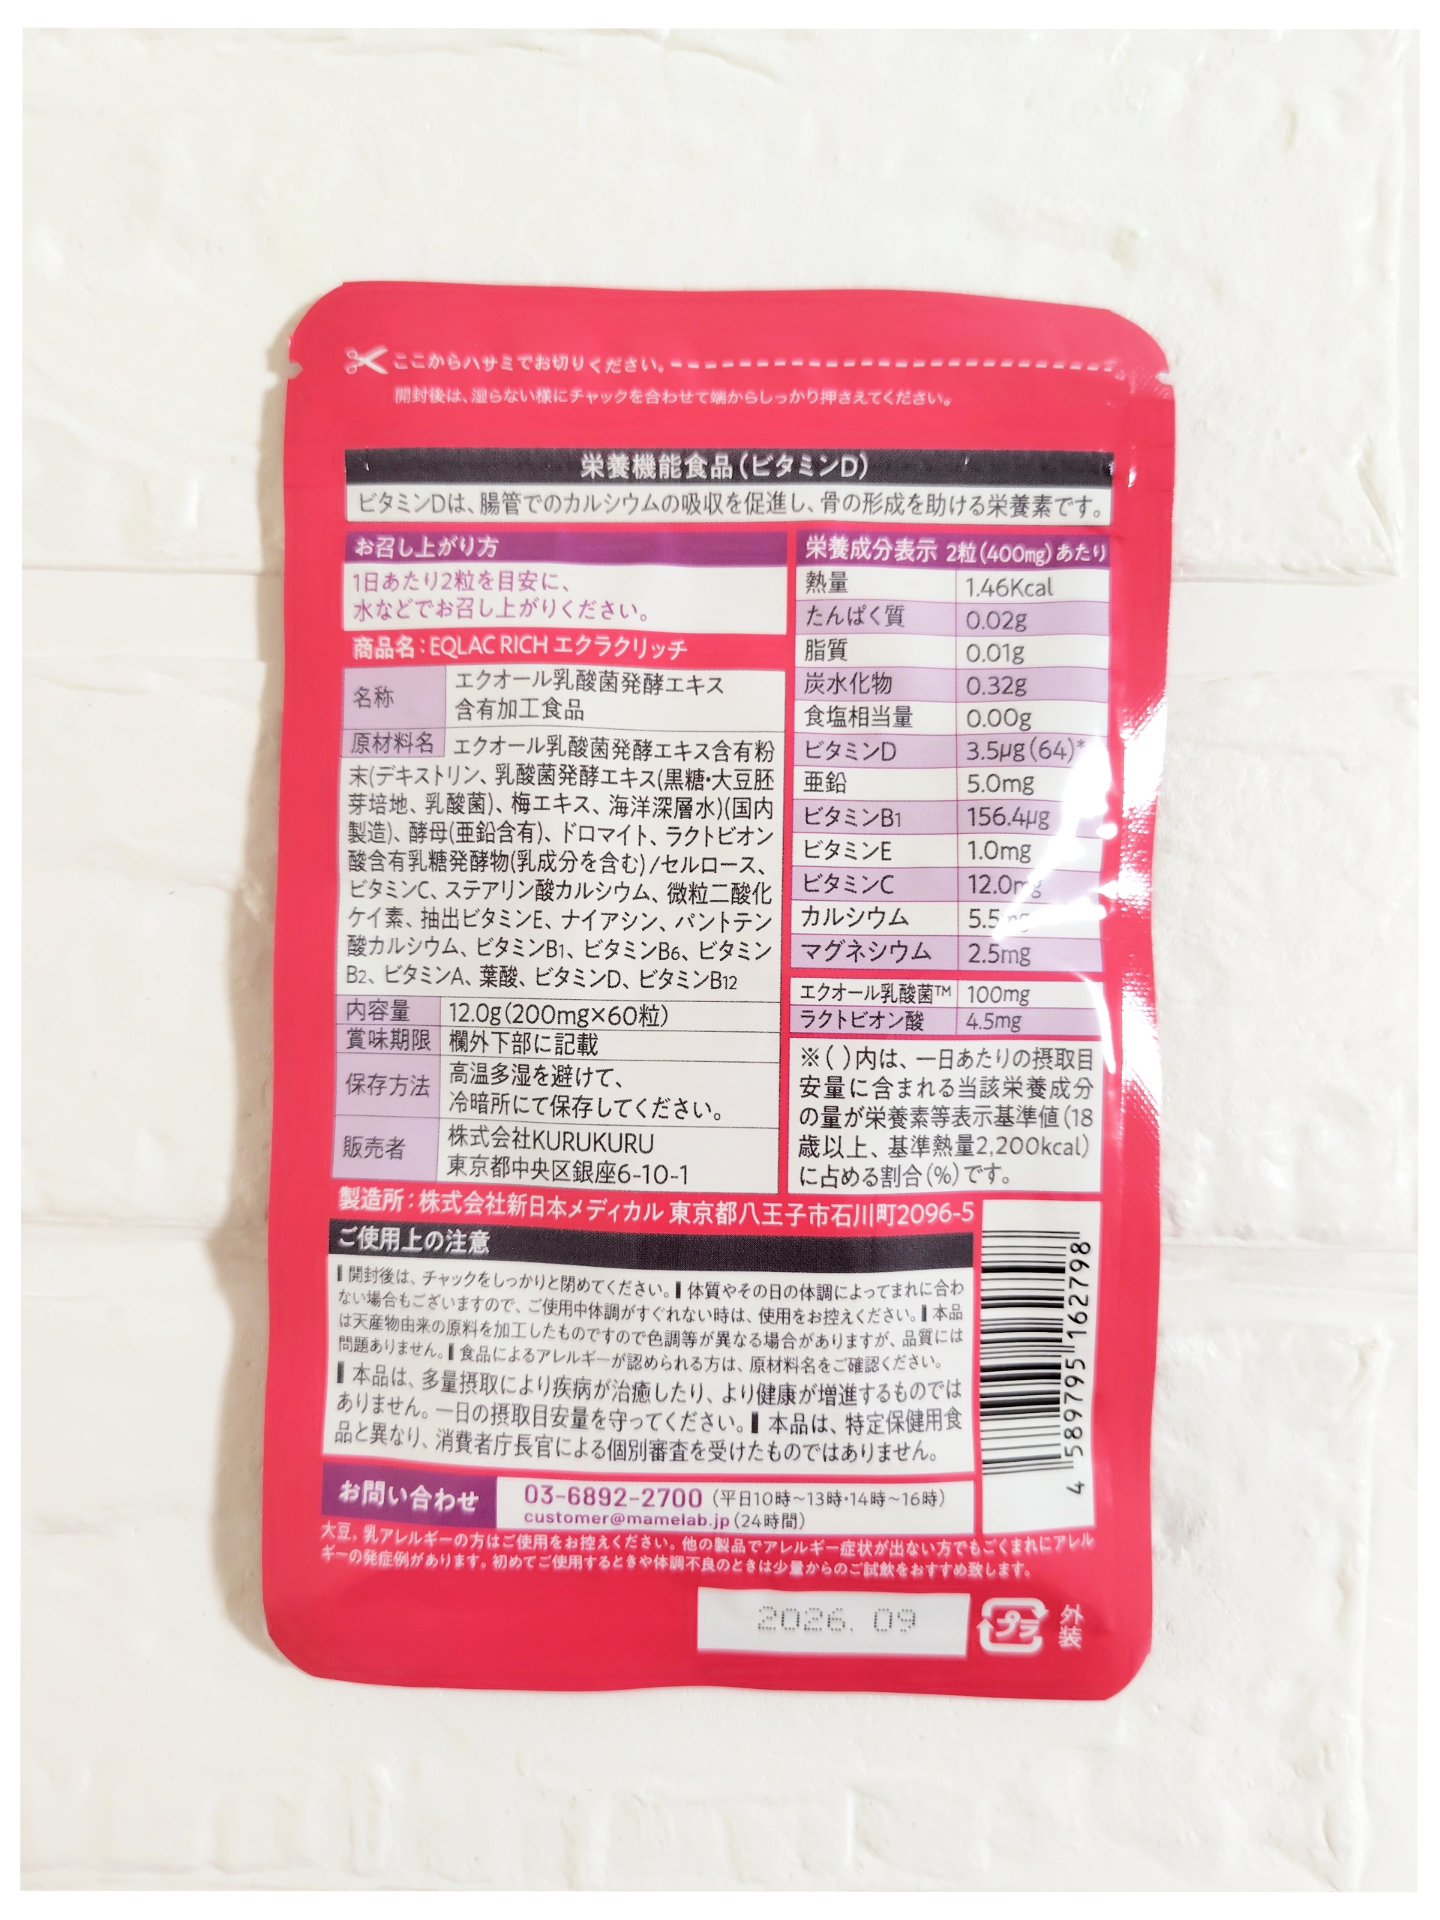 ここからハサミでお切りください。
開封後は、湿らない様にチャックを合わせて端からしっかり押さえてください。
栄養機能食品(ビタミンD)
ビタミンDは、腸管でのカルシウムの吸収を促進し、骨の形成を助ける栄養素です。
お召し上がり方
1日あたり2粒を目安に、
水などでお召し上がりください。
商品名：EQLAC RICH エクラクリッチ
名称 エクオール乳酸菌発酵エキス
含有加工食品
原材料名 エクオール乳酸菌発酵エキス含有粉
末(デキストリン、乳酸菌発酵エキス(黒糖・大豆胚
芽培地、乳酸菌)、梅エキス、海洋深層水)(国内
製造)、酵母(亜鉛含有)、ドロマイト、ラクトビオン
酸含有乳糖発酵物(乳成分を含む)/セルロース、
ビタミンC、ステアリン酸カルシウム、微粒二酸化
ケイ素、抽出ビタミンE、ナイアシン、パントテン
酸カルシウム、ビタミンB1、ビタミンB6、ビタミン
B2、ビタミンA、葉酸、ビタミンD、ビタミンB12
内容量 12.0g(200mg×60粒)
賞味期限 欄外下部に記載
保存方法 高温多湿を避けて、
冷暗所にて保存してください。
販売者 株式会社KURUKURU
東京都中央区銀座6-10-1
栄養成分表示 2粒(400mg)あたり
熱量 1.46Kcal
たんぱく質 0.02g
脂質 0.01g
炭水化物 0.32g
食塩相当量 0.00g
ビタミンD 3.5μg(64)*
亜鉛 5.0mg
ビタミンB1 156.4μg
ビタミンE 1.0mg
ビタミンC 12.0mg
カルシウム 5.5mg
マグネシウム 2.5mg
エクオール乳酸菌™ 100mg
ラクトビオン酸 4.5mg
※( )内は、一日あたりの摂取目
安量に含まれる当該栄養成分
の量が栄養素等表示基準値(18
歳以上、基準熱量2,200kcal)
に占める割合(%)です。
製造所：株式会社新日本メディカル 東京都八王子市石川町2096-5
ご使用上の注意
▌開封後は、チャックをしっかりと閉めてください。▌体質やその日の体調によってまれに合わ
ない場合もございますので、ご使用中体調がすぐれない時は、使用をお控えください。▌本品
は天産物由来の原料を加工したものですので色調等が異なる場合がありますが、品質には
問題ありません。▌食品によるアレルギーが認められる方は、原材料名をご確認ください。
▌本品は、多量摂取により疾病が治癒したり、より健康が増進するものでは
ありません。一日の摂取目安量を守ってください。▌本品は、特定保健用食
品と異なり、消費者庁長官による個別審査を受けたものではありません。
4 589795 162798
お問い合わせ 03-6892-2700 (平日10時～13時・14時～16時)
customer@mamelab.jp(24時間)
大豆、乳アレルギーの方はご使用をお控えください。他の製品でアレルギー症状が出ない方でもごくまれにアレル
ギーの発症例があります。初めてご使用するときや体調不良のときは少量からのご試飲をおすすめ致します。
2026.09
プラ 外装